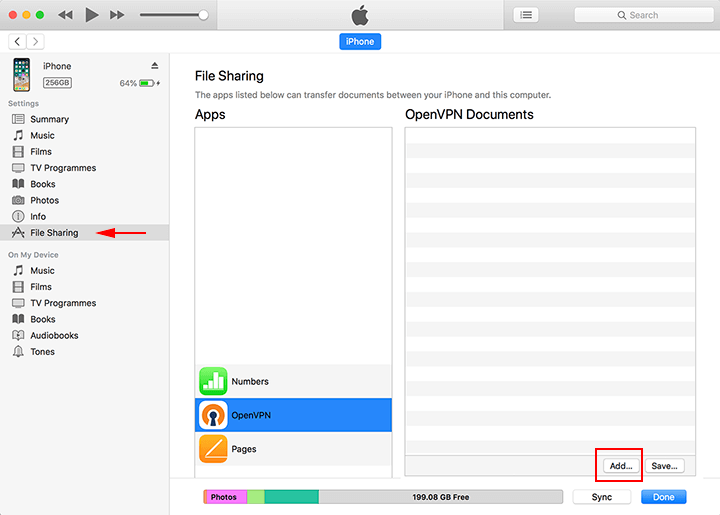 iPhone
Search
iPhone
256GB
64%
Settings
Summary
Music
Films
TV Programmes
Books
Photos
Info
File Sharing
On My Device
Music
Films
TV Programmes
Books
Audiobooks
Tones
File Sharing
The apps listed below can transfer documents between your iPhone and this computer.
Apps
Numbers
OpenVPN
Pages
OpenVPN Documents
Add...
Save...
Photos
199.08 GB Free
Sync
Done